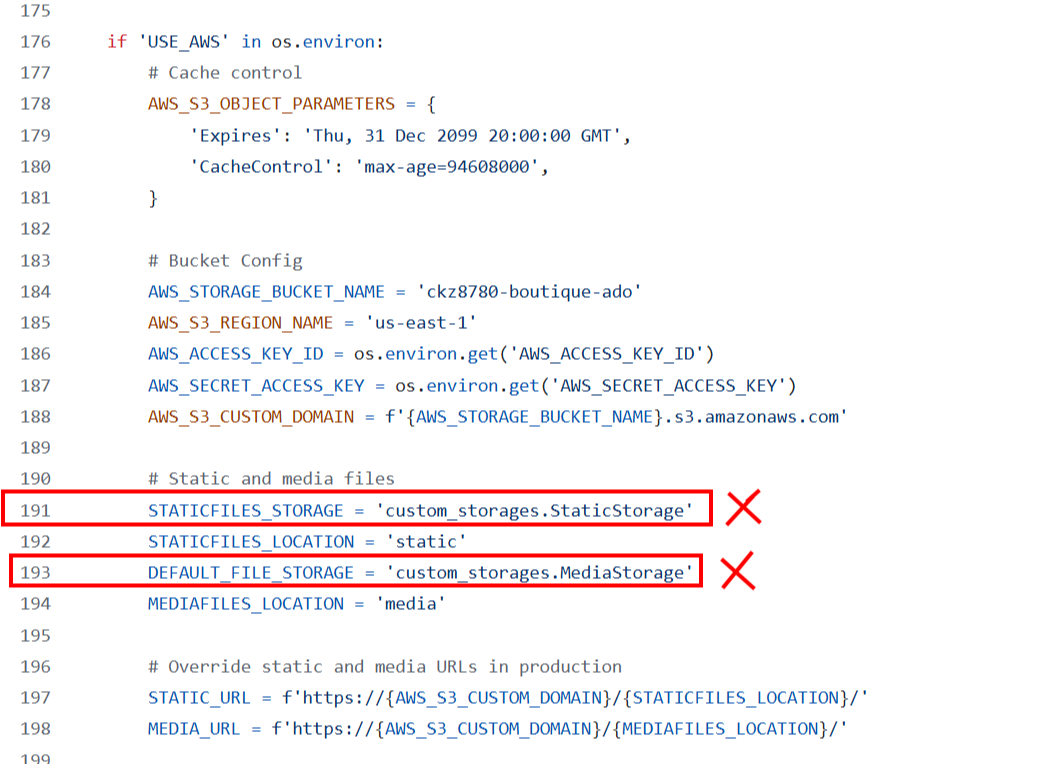 175
176 if 'USE_AWS' in os.environ:
177 # Cache control
178 AWS_S3_OBJECT_PARAMETERS = {
179 'Expires': 'Thu, 31 Dec 2099 20:00:00 GMT',
180 'CacheControl': 'max-age=94608000',
181 }
182
183 # Bucket Config
184 AWS_STORAGE_BUCKET_NAME = 'ckz8780-boutique-ado'
185 AWS_S3_REGION_NAME = 'us-east-1'
186 AWS_ACCESS_KEY_ID = os.environ.get('AWS_ACCESS_KEY_ID')
187 AWS_SECRET_ACCESS_KEY = os.environ.get('AWS_SECRET_ACCESS_KEY')
188 AWS_S3_CUSTOM_DOMAIN = f'{AWS_STORAGE_BUCKET_NAME}.s3.amazonaws.com'
189
190 # Static and media files
191 STATICFILES_STORAGE = 'custom_storages.StaticStorage'
192 STATICFILES_LOCATION = 'static'
193 DEFAULT_FILE_STORAGE = 'custom_storages.MediaStorage'
194 MEDIAFILES_LOCATION = 'media'
195
196 # Override static and media URLs in production
197 STATIC_URL = f'https://{AWS_S3_CUSTOM_DOMAIN}/{STATICFILES_LOCATION}/'
198 MEDIA_URL = f'https://{AWS_S3_CUSTOM_DOMAIN}/{MEDIAFILES_LOCATION}/'
199